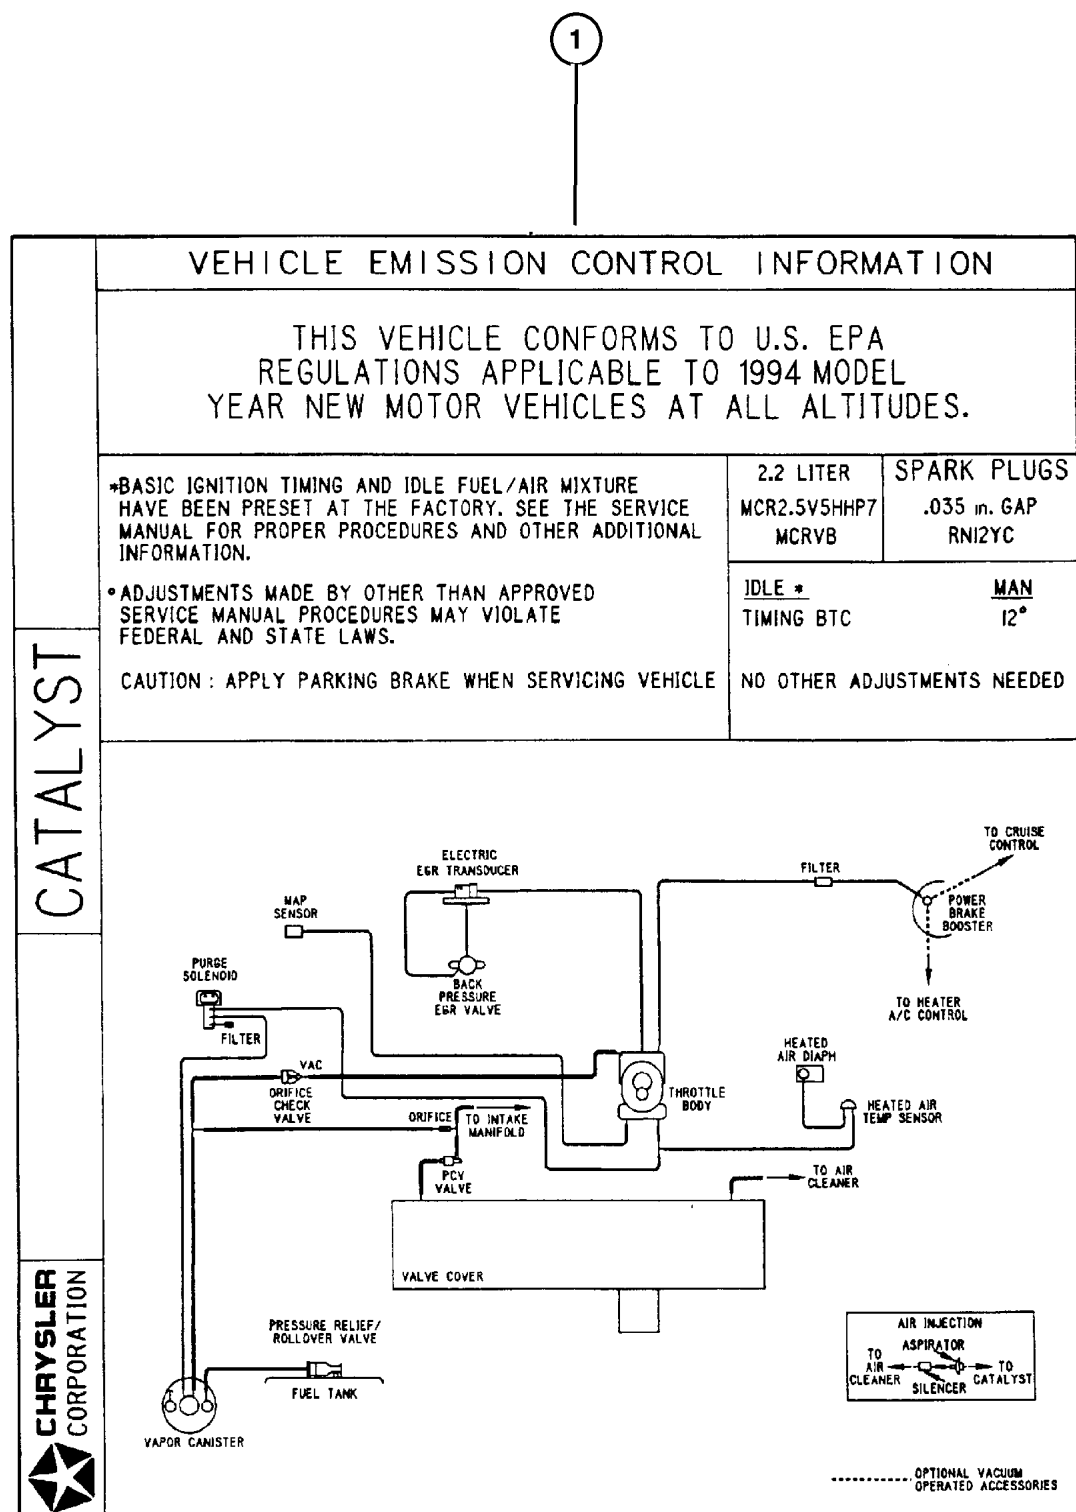 1
VEHICLE EMISSION CONTROL INFORMATION
THIS VEHICLE CONFORMS TO U.S. EPA
REGULATIONS APPLICABLE TO 1994 MODEL
YEAR NEW MOTOR VEHICLES AT ALL ALTITUDES.
*BASIC IGNITION TIMING AND IDLE FUEL/AIR MIXTURE
HAVE BEEN PRESET AT THE FACTORY. SEE THE SERVICE
MANUAL FOR PROPER PROCEDURES AND OTHER ADDITIONAL
INFORMATION.
•ADJUSTMENTS MADE BY OTHER THAN APPROVED
SERVICE MANUAL PROCEDURES MAY VIOLATE
FEDERAL AND STATE LAWS.
CAUTION : APPLY PARKING BRAKE WHEN SERVICING VEHICLE
2.2 LITER
MCR2.5V5HHP7
MCRVB
SPARK PLUGS
.035 in. GAP
RN12YC
IDLE * MAN
TIMING BTC 12°
NO OTHER ADJUSTMENTS NEEDED
CATALYST
CHRYSLER
CORPORATION
TO CRUISE
CONTROL
ELECTRIC
EGR TRANSDUCER
FILTER
MAP
SENSOR
POWER
BRAKE
BOOSTER
PURGE
SOLENOID
BACK
PRESSURE
EGR VALVE
TO HEATER
A/C CONTROL
FILTER
HEATED
AIR DIAPH
VAC
ORIFICE
CHECK
VALVE
THROTTLE
BODY
HEATED AIR
TEMP SENSOR
ORIFICE
TO INTAKE
MANIFOLD
PCV
VALVE
TO AIR
CLEANER
VALVE COVER
PRESSURE RELIEF/
ROLLOVER VALVE
FUEL TANK
VAPOR CANISTER
AIR INJECTION
ASPIRATOR
TO
AIR
CLEANER
SILENCER
TO
CATALYST
OPTIONAL VACUUM
OPERATED ACCESSORIES